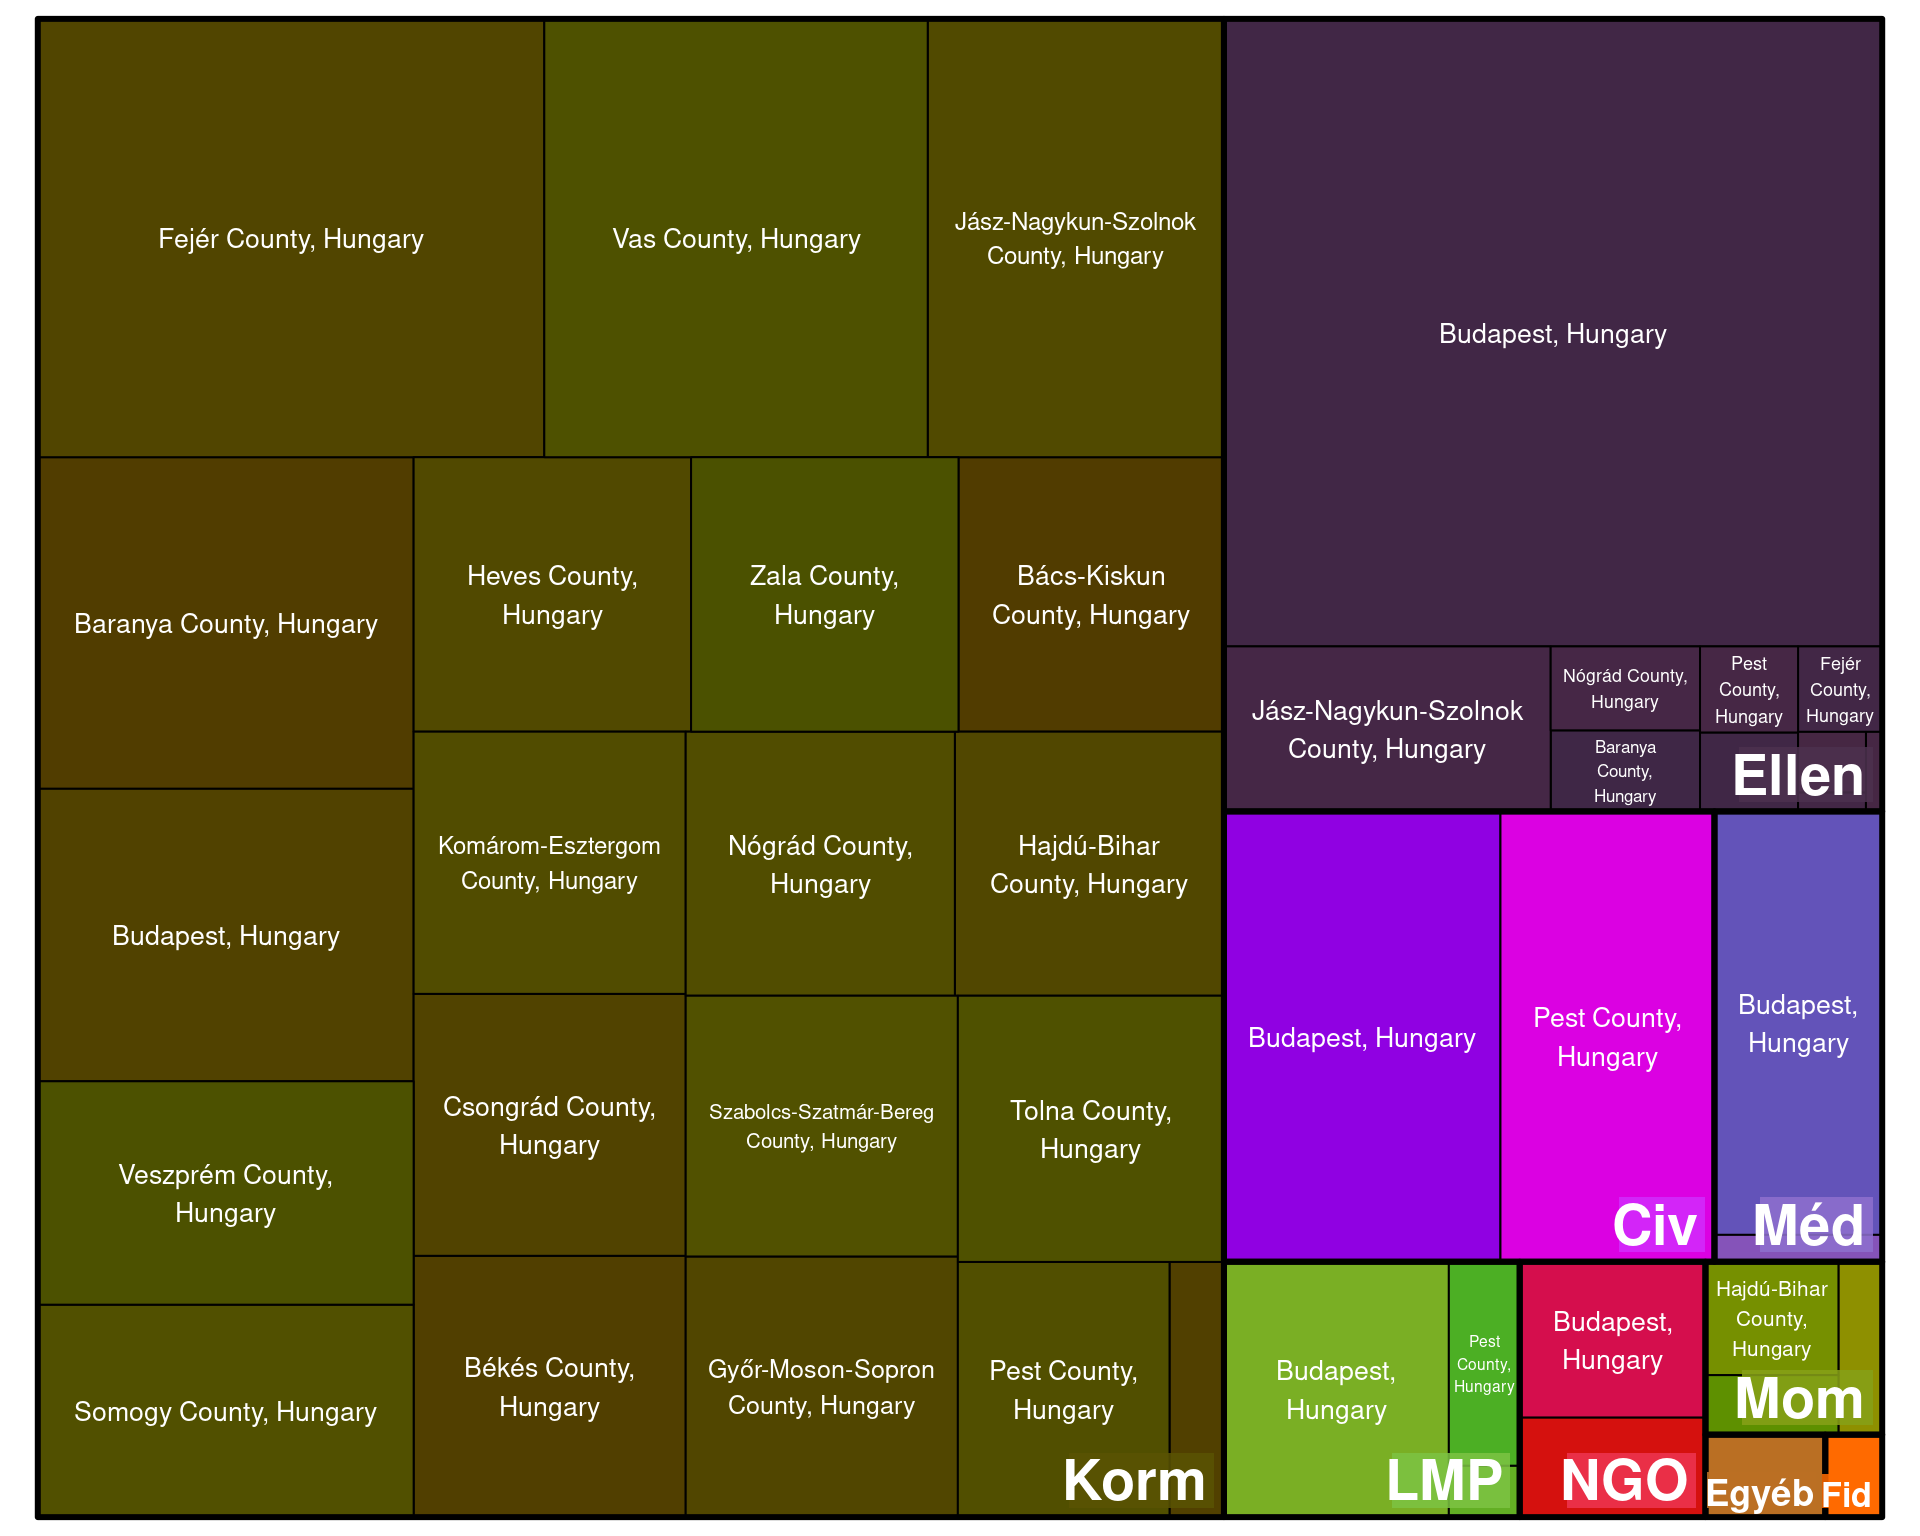 Fejér County, Hungary
Vas County, Hungary
Jász-Nagykun-Szolnok
County, Hungary
Baranya County, Hungary
Heves County,
Hungary
Zala County,
Hungary
Bács-Kiskun
County, Hungary
Budapest, Hungary
Komárom-Esztergom
County, Hungary
Nógrád County,
Hungary
Hajdú-Bihar
County, Hungary
Veszprém County,
Hungary
Csongrád County,
Hungary
Szabolcs-Szatmár-Bereg
County, Hungary
Tolna County,
Hungary
Somogy County, Hungary
Békés County,
Hungary
Győr-Moson-Sopron
County, Hungary
Pest County,
Hungary
Korm
Budapest, Hungary
Jász-Nagykun-Szolnok
County, Hungary
Nógrád County,
Hungary
Baranya
County,
Hungary
Pest
County,
Hungary
Fejér
County,
Hungary
Ellen
Budapest, Hungary
Pest County,
Hungary
Civ
Budapest,
Hungary
Méd
Budapest,
Hungary
Pest
County,
Hungary
LMP
Budapest,
Hungary
NGO
Hajdú-Bihar
County,
Hungary
Mom
Egyéb
Fid